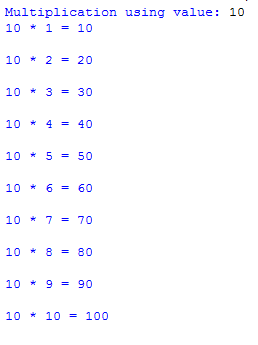 Multiplication using value: 10
10 * 1 = 10
10 * 2 = 20
10 * 3 = 30
10 * 4 = 40
10 * 5 = 50
10 * 6 = 60
10 * 7 = 70
10 * 8 = 80
10 * 9 = 90
10 * 10 = 100